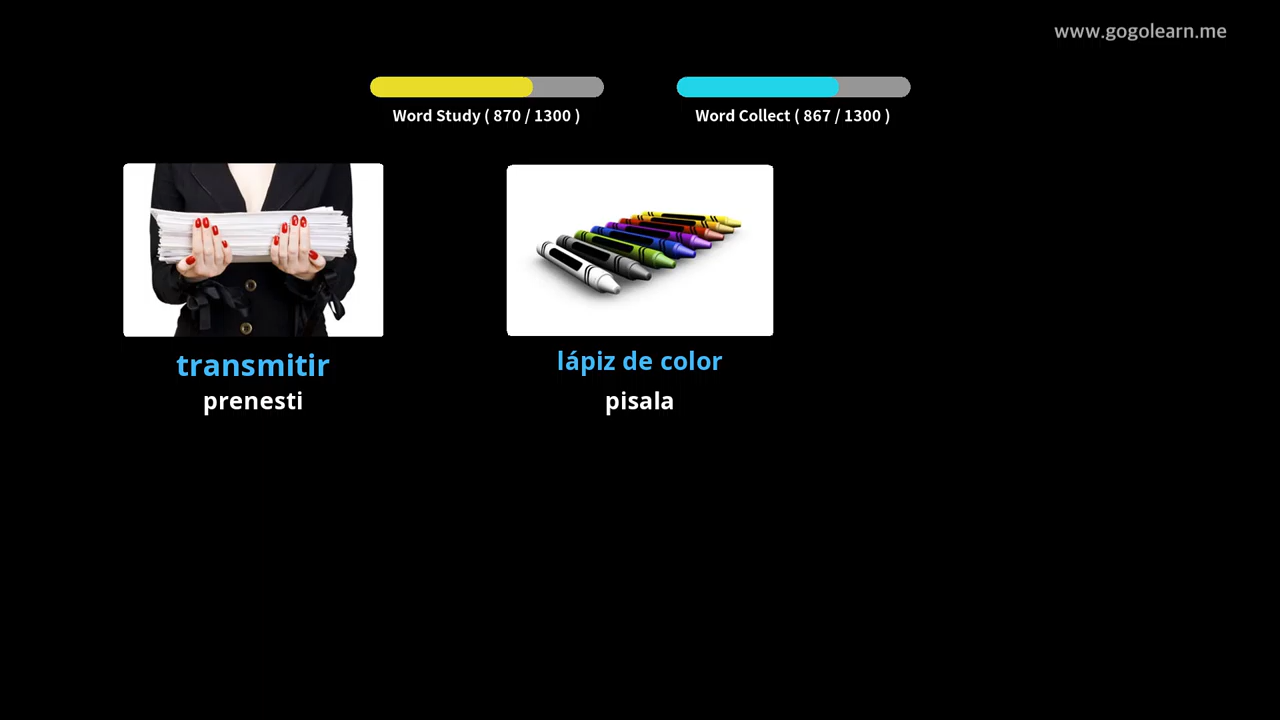 www.gogolearn.me
Word Study ( 870 / 1300 )
Word Collect ( 867 / 1300 )
transmitir
prenesti
lápiz de color
pisala